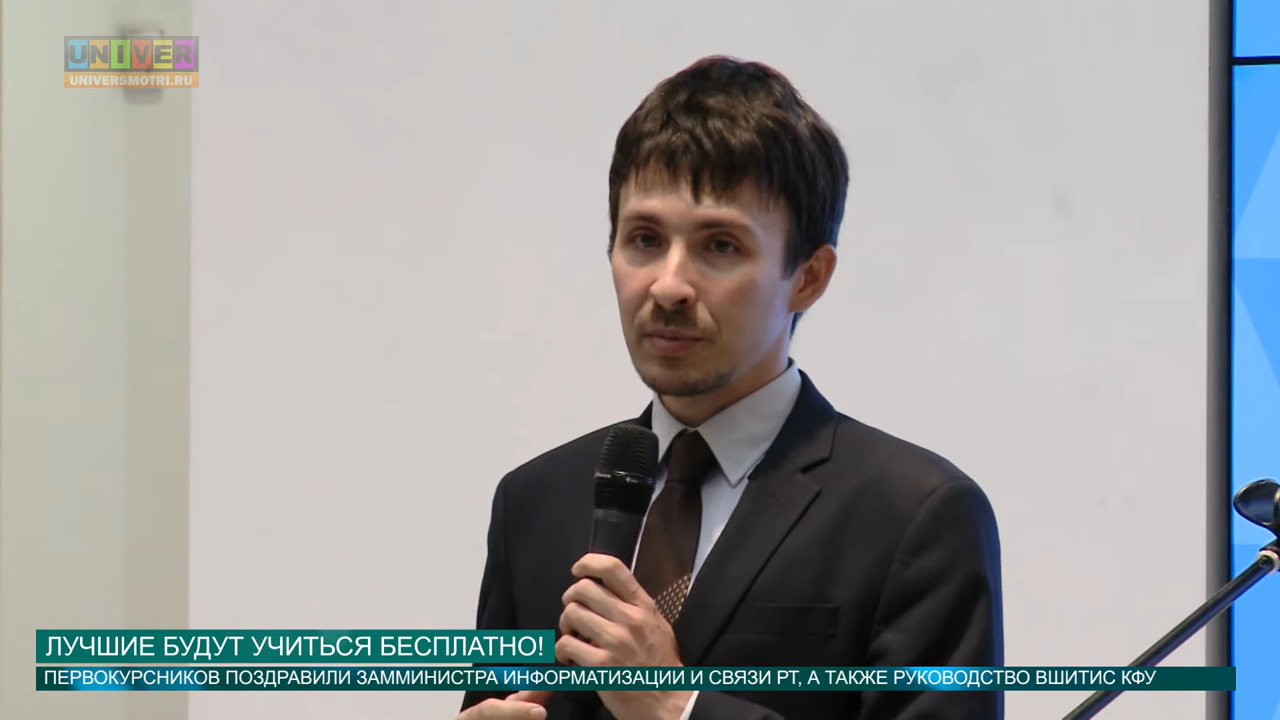 UNIVER
UNIVERSMOTRI.RU
ЛУЧШИЕ БУДУТ УЧИТЬСЯ БЕСПЛАТНО!
ПЕРВОКУРСНИКОВ ПОЗДРАВИЛИ ЗАММИНИСТРА ИНФОРМАТИЗАЦИИ И СВЯЗИ РТ, А ТАКЖЕ РУКОВОДСТВО ВШИТИС КФУ